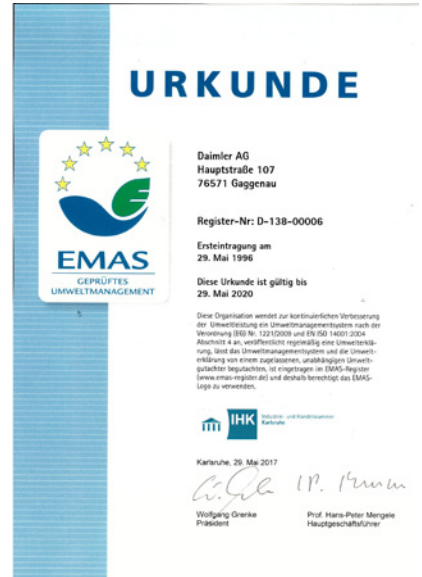 URKUNDE
EMAS
GEPRÜFTES
UMWELTMANAGEMENT
Daimler AG
Hauptstraße 107
76571 Gaggenau
Register-Nr: D-138-00006
Ersteintragung am
29. Mai 1996
Diese Urkunde ist gültig bis
29. Mai 2020
Diese Organisation wendet zur kontinuierlichen Verbesserung
der Umweltleistung ein Umweltmanagementsystem nach der
Verordnung (EG) Nr. 1221/2009 und EN ISO 14001:2004
Abschnitt 4 an, veröffentlicht regelmäßig eine Umwelterklä-
rung, lässt das Umweltmanagementsystem und die Umwelt-
erklärung von einem zugelassenen, unabhängigen Umwelt-
gutachter begutachten, ist eingetragen im EMAS-Register
(www.emas-register.de) und deshalb berechtigt das EMAS-
Logo zu verwenden.
IHK
Industrie- und Handelskammer
Karlsruhe
Karlsruhe, 29. Mai 2017
Wolfgang Grenke
Präsident
Prof. Hans-Peter Mengele
Hauptgeschäftsführer